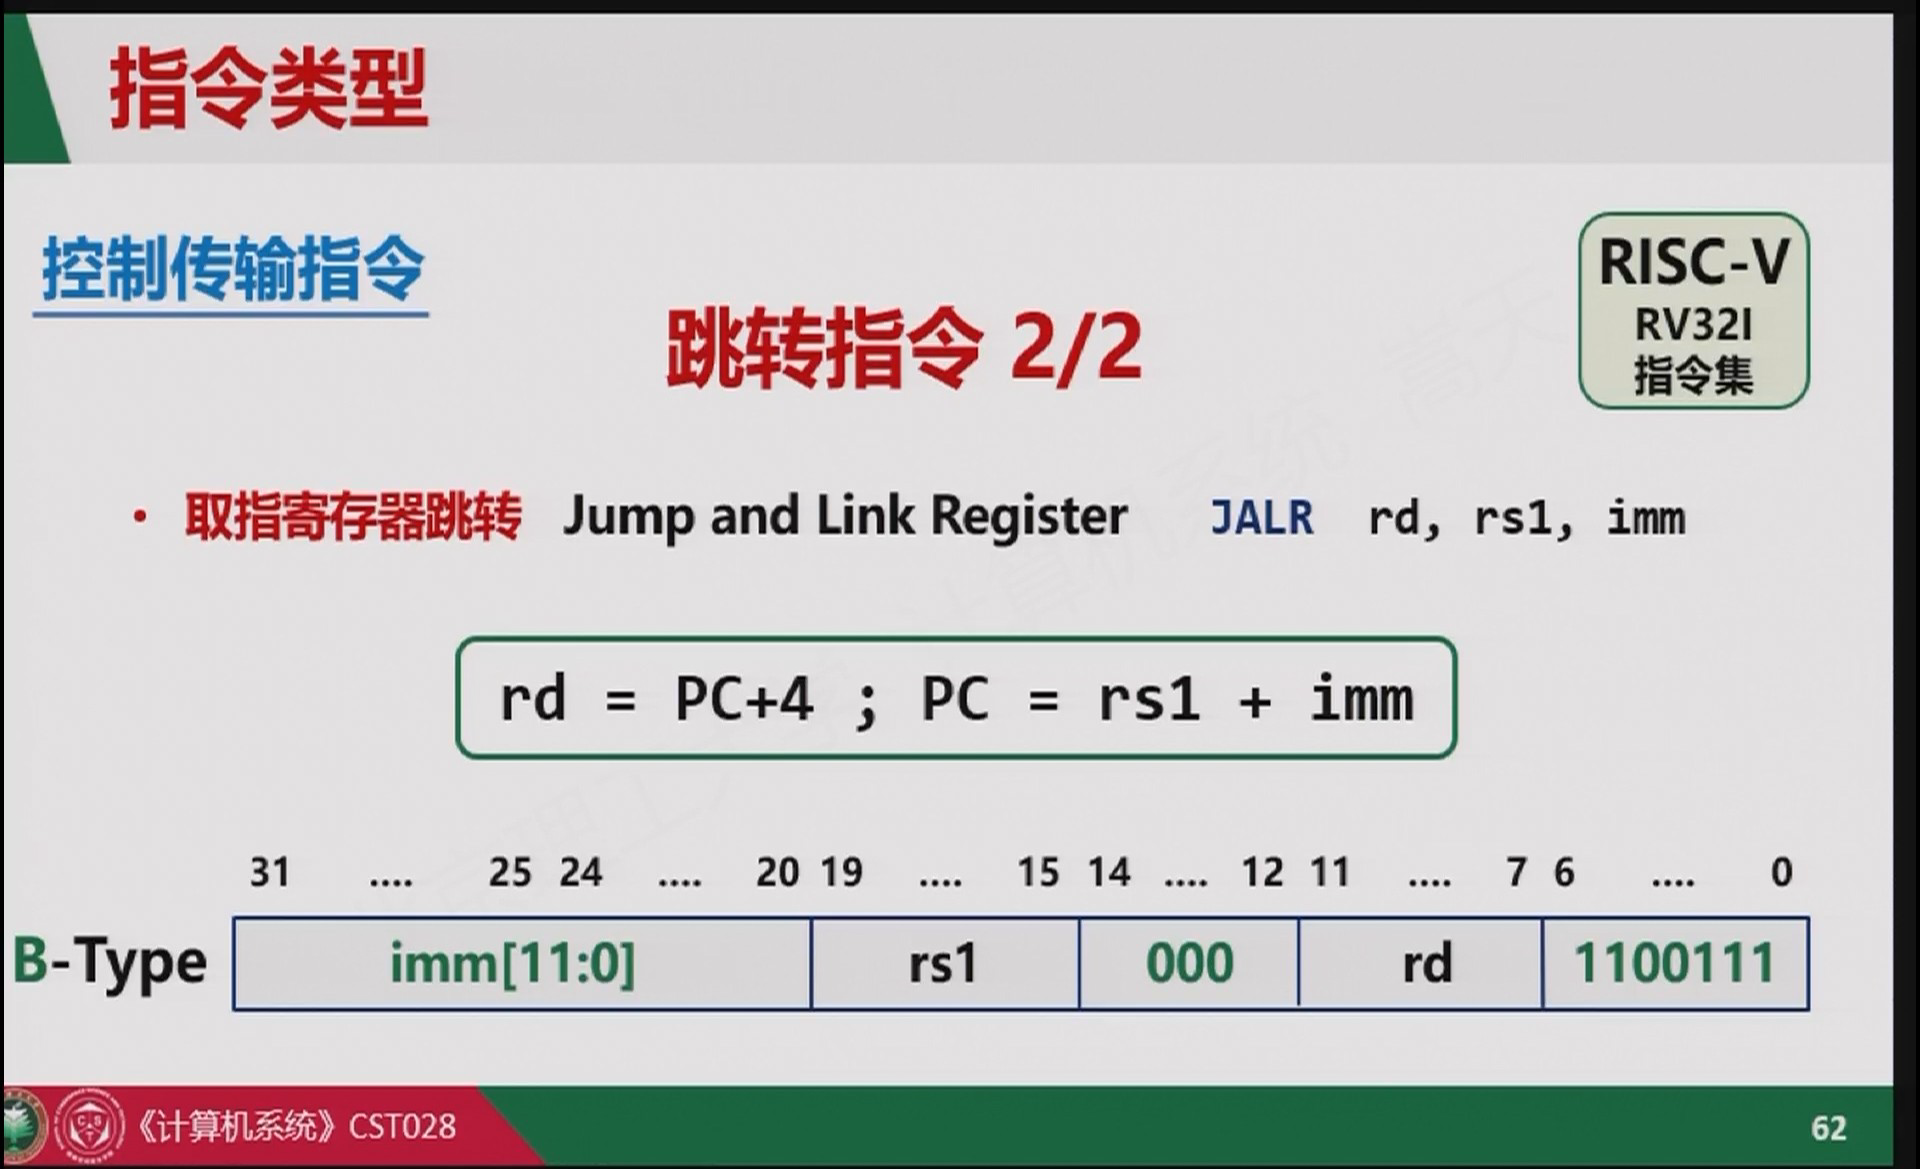 指令类型
控制传输指令
RISC-V
RV32I
指令集
跳转指令 2/2
• 取指寄存器跳转 Jump and Link Register JALR rd, rs1, imm
rd = PC+4 ; PC = rs1 + imm
31 .... 25 24 .... 20 19 .... 15 14 .... 12 11 .... 7 6 .... 0
B-Type imm[11:0] rs1 000 rd 1100111
《计算机系统》CST028
62